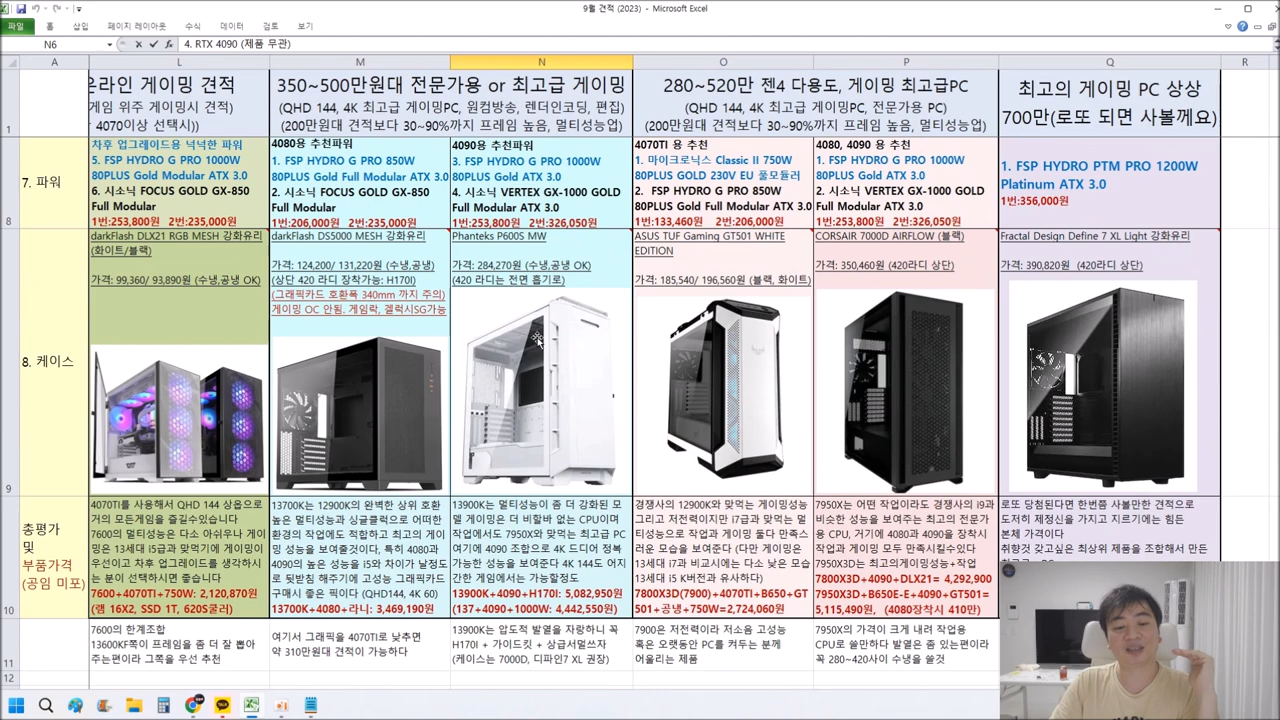 9월 견적 (2023) - Microsoft Excel
파일 홈 삽입 페이지 레이아웃 수식 데이터 검토 보기
N6 fx 4. RTX 4090 (제품 무관)
A L M N O P Q R
1
온라인 게이밍 견적
게임 위주 게이밍시 견적)
4070이상 선택시))
350~500만원대 전문가용 or 최고급 게이밍
(QHD 144, 4K 최고급 게이밍PC, 원컴방송, 렌더인코딩, 편집)
(200만원대 견적보다 30~90%까지 프레임 높음, 멀티성능업)
280~520만 젠4 다용도, 게이밍 최고급PC
(QHD 144, 4K 최고급 게이밍PC, 전문가용 PC)
(200만원대 견적보다 30~90%까지 프레임 높음, 멀티성능업)
최고의 게이밍 PC 상상
700만(로또 되면 사볼께요)
8
7. 파워
차후 업그레이드용 넉넉한 파워
5. FSP HYDRO G PRO 1000W
80PLUS Gold Modular ATX 3.0
6. 시소닉 FOCUS GOLD GX-850
Full Modular
1번:253,800원 2번:235,000원
4080용 추천파워
1. FSP HYDRO G PRO 850W
80PLUS Gold Full Modular ATX 3.0
2. 시소닉 FOCUS GOLD GX-850
Full Modular
1번:206,000원 2번:235,000원
4090용 추천파워
3. FSP HYDRO G PRO 1000W
80PLUS Gold ATX 3.0
4. 시소닉 VERTEX GX-1000 GOLD
Full Modular ATX 3.0
1번:253,800원 2번:326,050원
4070TI 용 추천
1. 마이크로닉스 Classic II 750W
80PLUS GOLD 230V EU 풀모듈러
2. FSP HYDRO G PRO 850W
80PLUS Gold Full Modular ATX 3.0
1번:133,460원 2번:206,000원
4080, 4090 용 추천
1. FSP HYDRO G PRO 1000W
80PLUS Gold ATX 3.0
2. 시소닉 VERTEX GX-1000 GOLD
Full Modular ATX 3.0
1번:253,800원 2번:326,050원
1. FSP HYDRO PTM PRO 1200W
Platinum ATX 3.0
1번:356,000원
9
8. 케이스
darkFlash DLX21 RGB MESH 강화유리
(화이트/블랙)
가격: 99,360/ 93,890원 (수냉,공냉 OK)
darkFlash DS5000 MESH 강화유리
가격: 124,200/ 131,220원 (수냉,공냉)
(상단 420 라디 장착가능: H170I)
(그래픽카드 호환폭 340mm 까지 주의)
게이밍 OC 안됨. 게임락, 겔럭시SG가능
Phanteks P600S MW
가격: 284,270원 (수냉,공냉 OK)
(420 라디는 전면 흡기로)
ASUS TUF Gaming GT501 WHITE
EDITION
가격: 185,540/ 196,560원 (블랙, 화이트)
CORSAIR 7000D AIRFLOW (블랙)
가격: 350,460원 (420라디 상단)
Fractal Design Define 7 XL Light 강화유리
가격: 390,820원 (420라디 상단)
10
총평가
및
부품가격
(공임 미포)
4070TI를 사용해서 QHD 144 상옵으로
거의 모든게임을 즐길수있습니다
7600의 멀티성능은 다소 아쉬우나 게이
밍은 13세대 i5급과 맞먹기에 게이밍이
우선이고 차후 업그레이드를 생각하시
는 분이 선택하시면 좋습니다
7600+4070TI+750W: 2,120,870원
(램 16X2, SSD 1T, 620S쿨러)
13700K는 12900K의 완벽한 상위 호환
높은 멀티성능과 싱글클럭으로 어떠한
환경의 작업에도 적합하고 최고의 게이
밍 성능을 보여줄것이다, 특히 4080과
4090의 높은 성능에 i5와 차이가 날정도
로 뒷받침 해주기에 고성능 그래픽카드
구매시 좋은 픽이다 (QHD144, 4K 60)
13700K+4080+라니: 3,469,190원
13900K는 멀티성능이 좀 더 강화된 모
델 게이밍은 더 비할바 없는 CPU이며
작업에서도 7950X와 맞먹는 최고급 PC
여기에 4090 조합으로 4K 드디어 정복
가능한 성능을 보여준다 4K 144도 어지
간한 게임에서는 가능할정도
13900K+4090+H170I: 5,082,950원
(137+4090+1000W: 4,442,550원)
경쟁사의 12900K와 맞먹는 게이밍성능
그리고 저전력이지만 i7급과 맞먹는 멀
티성능으로 작업과 게이밍 둘다 만족스
러운 모습을 보여준다 (다만 게이밍은
13세대 i7과 비교시에는 다소 낮은 모습
13세대 i5 K버전과 유사하다)
7800X3D(7900)+4070TI+B650+GT
501+공냉+750W=2,724,060원
7950X는 어떤 작업이라도 경쟁사의 i9과
비슷한 성능을 보여주는 최고의 전문가
용 CPU, 거기에 4080과 4090을 장착시
작업과 게이밍 모두 만족시킬수있다
7950X3D는 최고의게이밍성능+작업
7800X3D+4090+DLX21= 4,292,900
7950X3D+B650E-E+4090+GT501=
5,115,490원, (4080장착시 410만)
로또 당첨된다면 한번쯤 사볼만한 견적으로
도저히 제정신을 가지고 지르기에는 힘든
본체 가격이다
취향껏 갖고싶은 최상위 제품을 조합해서 만든
11
7600의 한계조합
13600KF쪽이 프레임을 좀 더 잘 뽑아
주는편이라 그쪽을 우선 추천
여기서 그래픽을 4070TI로 낮추면
약 310만원대 견적이 가능하다
13900K는 압도적 발열을 자랑하니 꼭
H170I + 가이드킷 + 상급서멀쓰자
(케이스는 7000D, 디파인7 XL 권장)
7900은 저전력이라 저소음 고성능
혹은 오랫동안 PC를 켜두는 분께
어울리는 제품
7950X의 가격이 크게 내려 작업용
CPU로 쓸만하다 발열은 좀 있는편이라
꼭 280~420사이 수냉을 쓸것
12